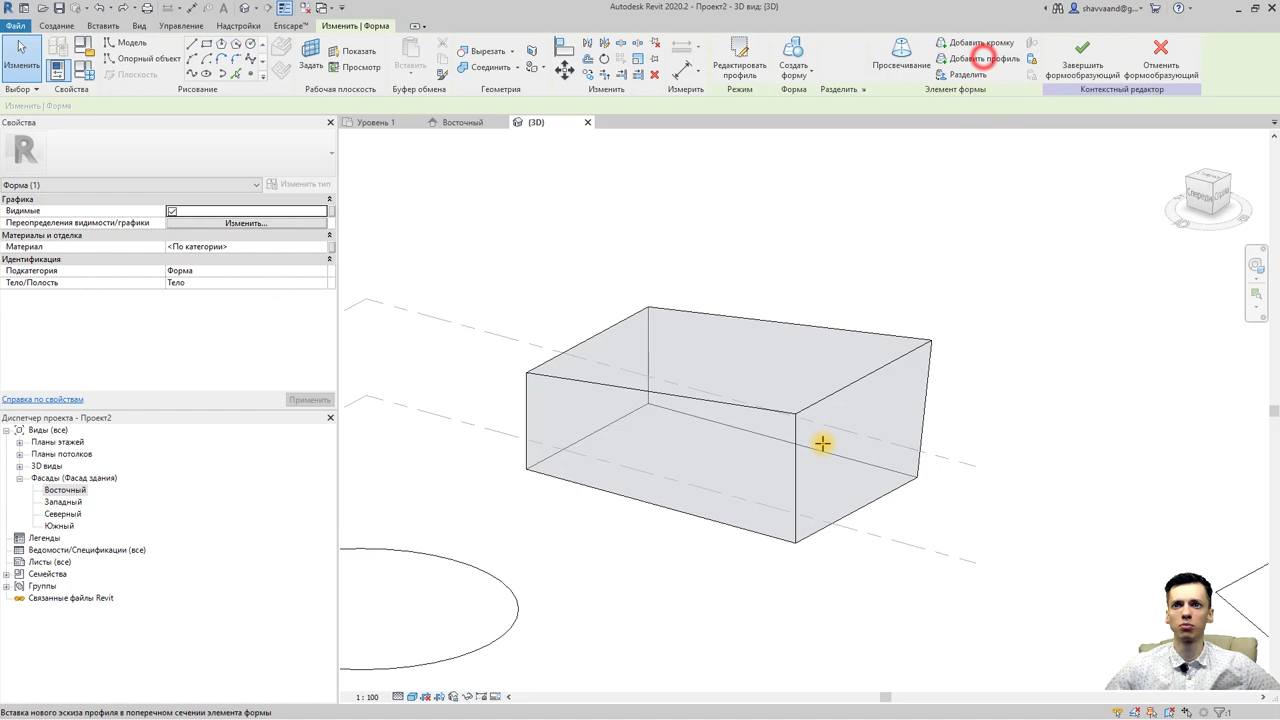 Autodesk Revit 2020.2 - Проект2 - 3D вид: {3D}
shavvaand@g...
Файл Создание Вставить Вид Управление Надстройки Enscape™ Изменить | Форма
Изменить
Модель
Опорный объект
Плоскость
Задать
Показать
Просмотр
Вставить
Вырезать
Соединить
Редактировать профиль
Создать форму
Просвечивание
Добавить кромку
Добавить профиль
Разделить
Завершить формообразующий
Отменить формообразующий
Выбор Свойства Рисование Рабочая плоскость Буфер обмена Геометрия Изменить Измерить Режим Форма Разделить Элемент формы Контекстный редактор
Изменить | Форма
Свойства
Уровень 1 Восточный {3D}
R
Форма (1) Изменить тип
Графика
Видимые
Переопределения видимости/графики Изменить...
Материалы и отделка
Материал <По категории>
Идентификация
Подкатегория Форма
Тело/Полость Тело
Справка по свойствам Применить
Диспетчер проекта - Проект2
Виды (все)
Планы этажей
Планы потолков
3D виды
Фасады (Фасад здания)
Восточный
Западный
Северный
Южный
Легенды
Ведомости/Спецификации (все)
Листы (все)
Семейства
Группы
Связанные файлы Revit
Спереди
1 : 100
Вставка нового эскиза профиля в поперечном сечении элемента формы
:1